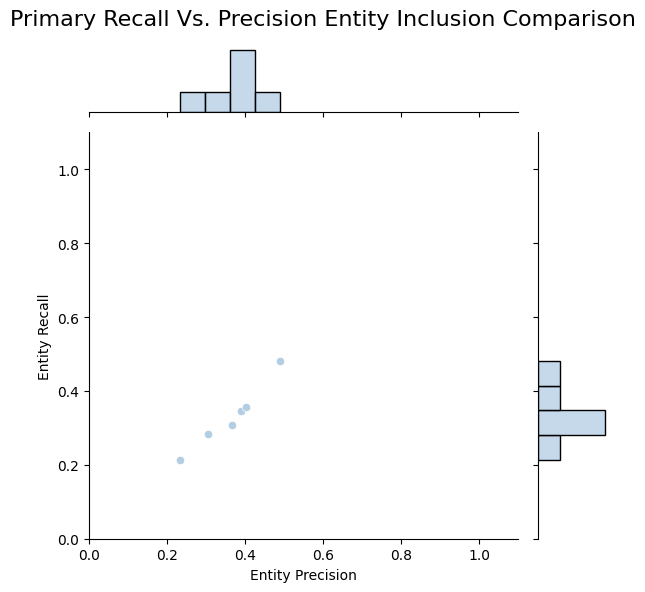 Primary Recall Vs. Precision Entity Inclusion Comparison
1.0
0.8
0.6
0.4
0.2
0.0
Entity Recall
0.0 0.2 0.4 0.6 0.8 1.0
Entity Precision